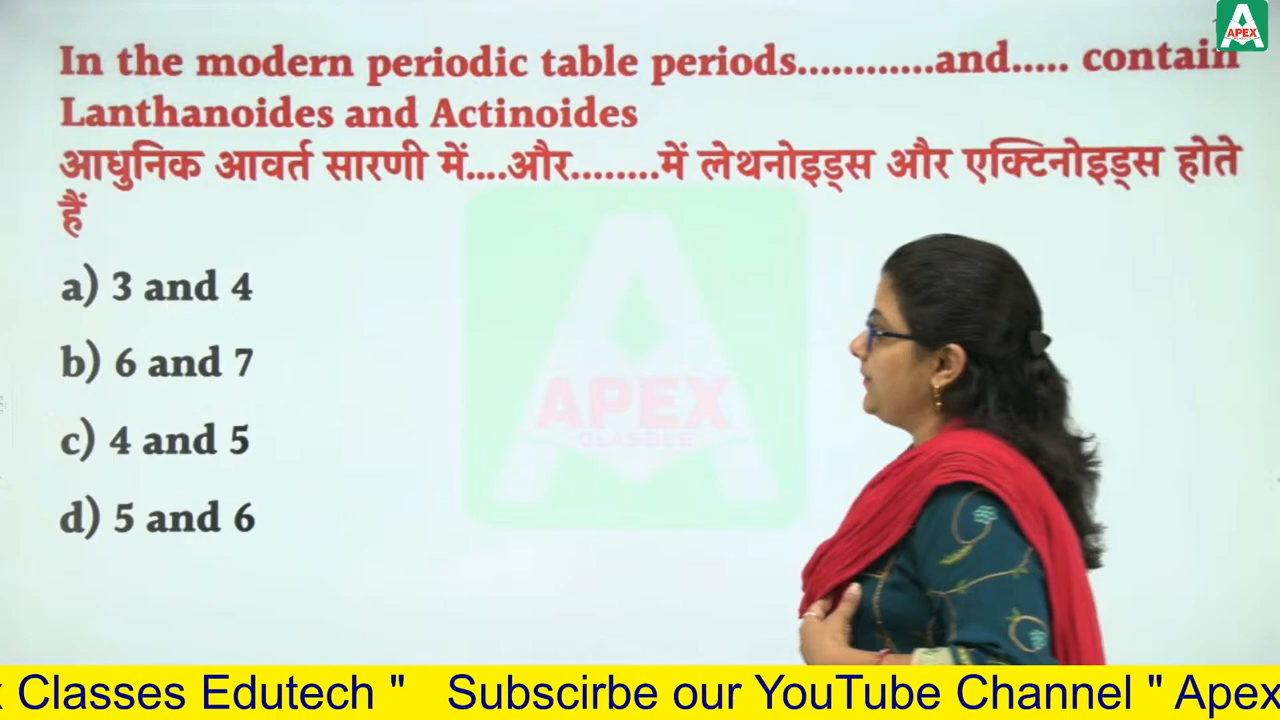 In the modern periodic table periods............and..... contain
Lanthanoides and Actinoides
आधुनिक आवर्त सारणी में....और........में लेथनोइड्स और एक्टिनोइड्स होते
हैं
a) 3 and 4
b) 6 and 7
c) 4 and 5
d) 5 and 6
APEX
CLASSES
APEX
Classes Edutech " Subscirbe our YouTube Channel " Apex